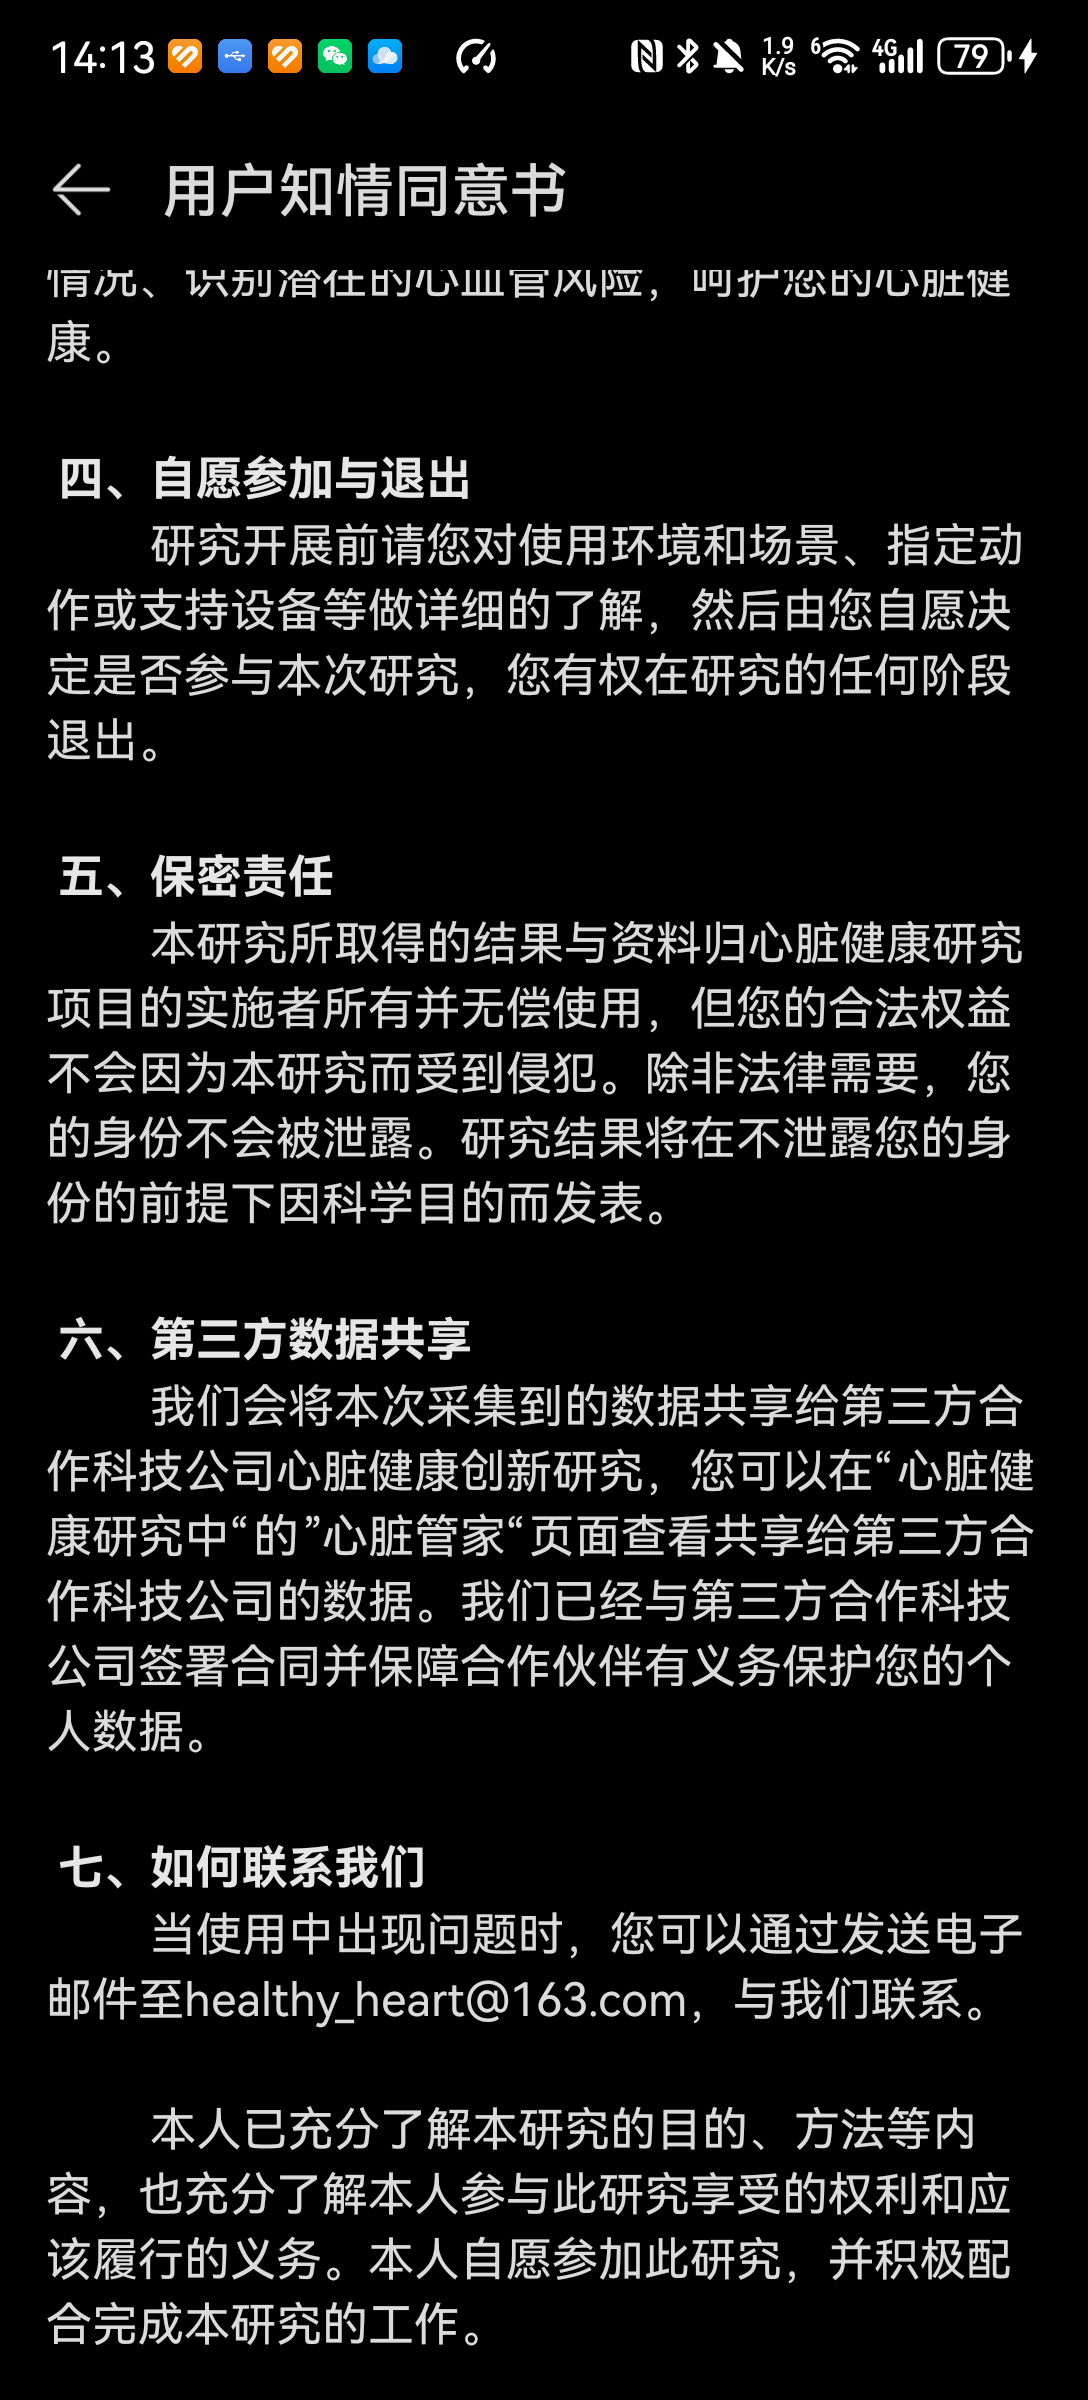 14:13
1.9 K/s
6
4G
79
用户知情同意书
情况、识别潜在的心血管风险，呵护您的心脏健
康。
四、自愿参加与退出
研究开展前请您对使用环境和场景、指定动
作或支持设备等做详细的了解，然后由您自愿决
定是否参与本次研究，您有权在研究的任何阶段
退出。
五、保密责任
本研究所取得的结果与资料归心脏健康研究
项目的实施者所有并无偿使用，但您的合法权益
不会因为本研究而受到侵犯。除非法律需要，您
的身份不会被泄露。研究结果将在不泄露您的身
份的前提下因科学目的而发表。
六、第三方数据共享
我们会将本次采集到的数据共享给第三方合
作科技公司心脏健康创新研究，您可以在“心脏健
康研究中“的”心脏管家“页面查看共享给第三方合
作科技公司的数据。我们已经与第三方合作科技
公司签署合同并保障合作伙伴有义务保护您的个
人数据。
七、如何联系我们
当使用中出现问题时，您可以通过发送电子
邮件至healthy_heart@163.com，与我们联系。
本人已充分了解本研究的目的、方法等内
容，也充分了解本人参与此研究享受的权利和应
该履行的义务。本人自愿参加此研究，并积极配
合完成本研究的工作。